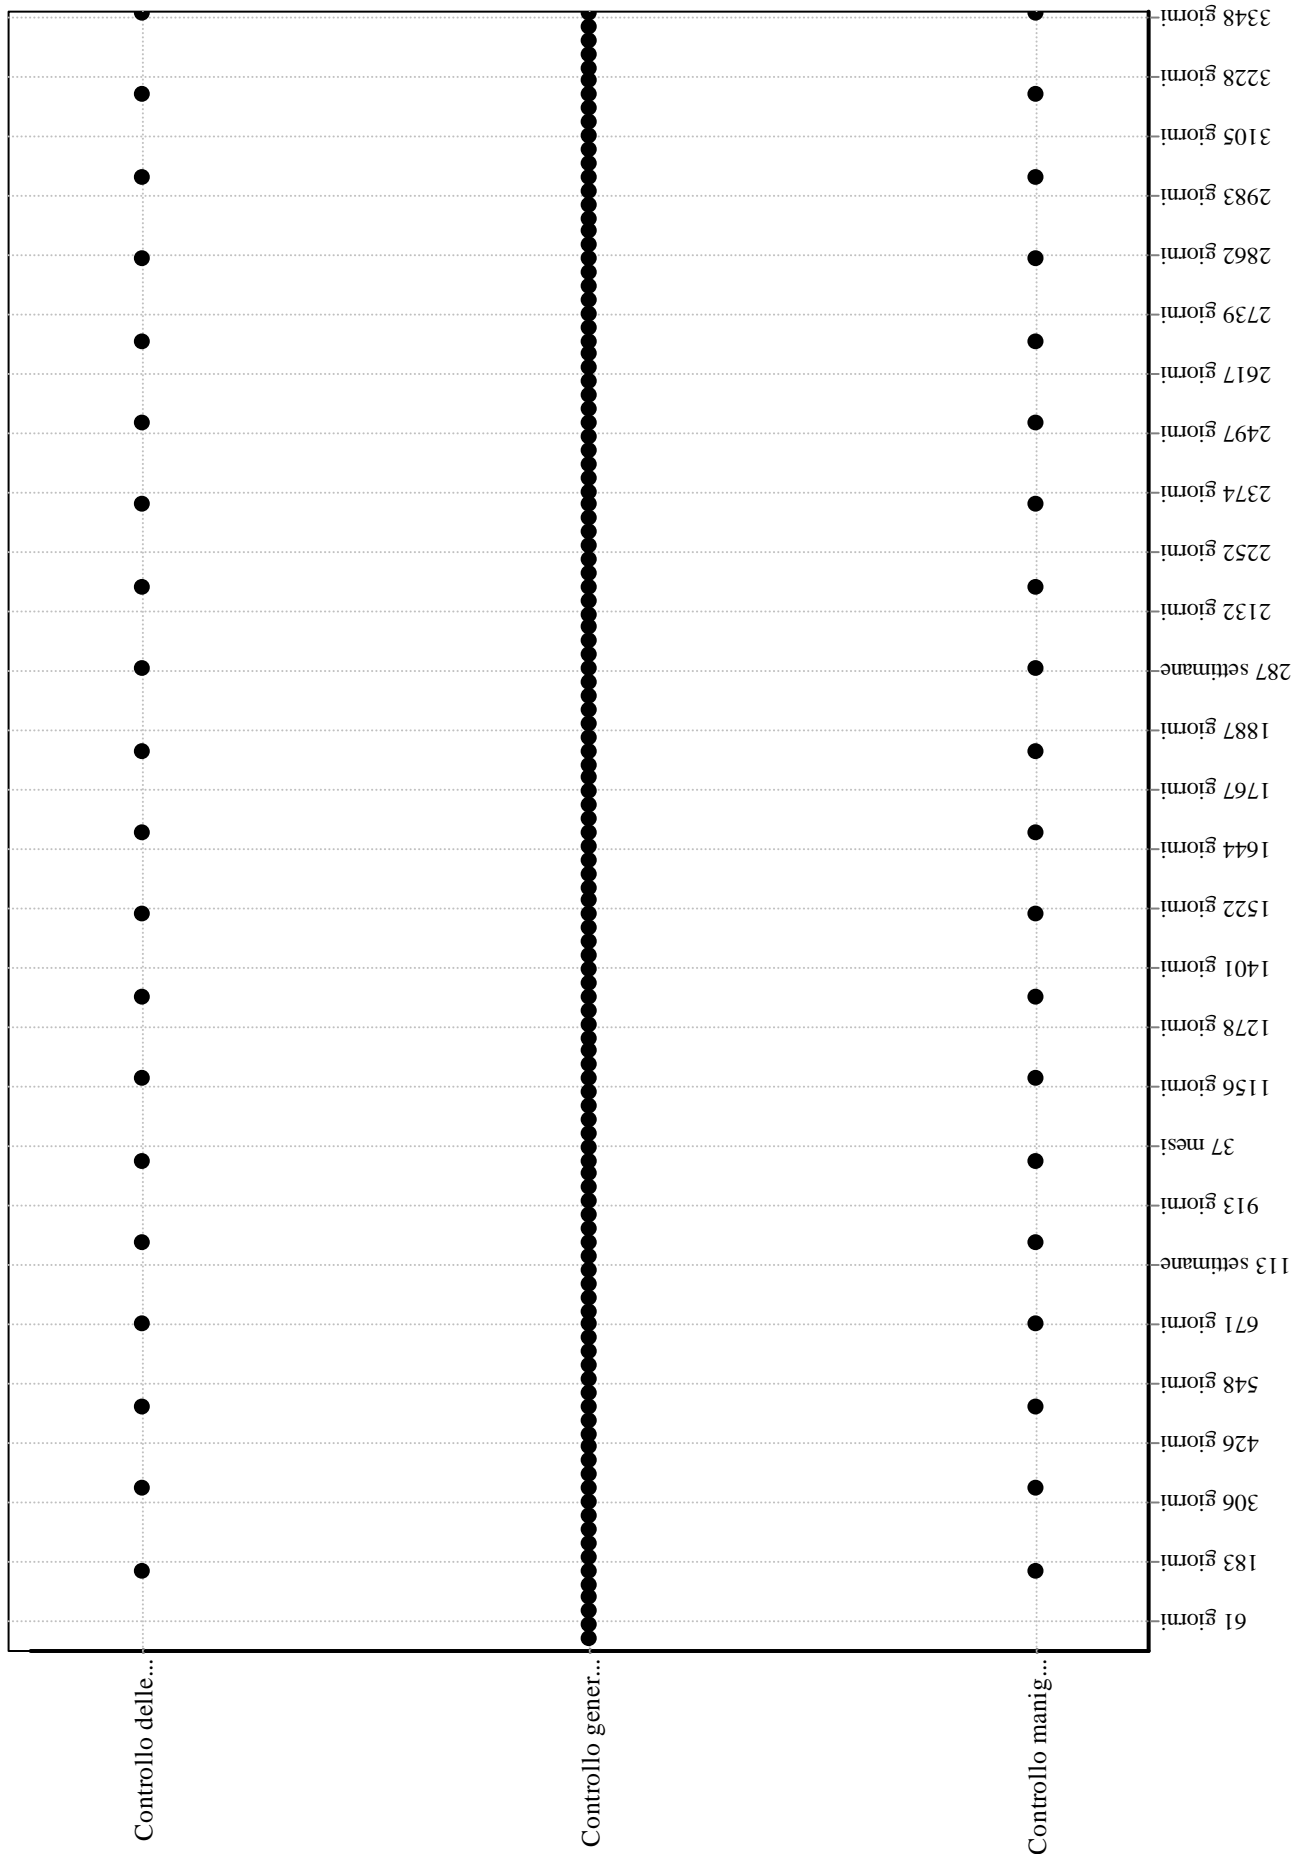 3348 giorni
3228 giorni
3105 giorni
2983 giorni
2862 giorni
2739 giorni
2617 giorni
2497 giorni
2374 giorni
2252 giorni
2132 giorni
287 settimane
1887 giorni
1767 giorni
1644 giorni
1522 giorni
1401 giorni
1278 giorni
1156 giorni
37 mesi
913 giorni
113 settimane
671 giorni
548 giorni
426 giorni
306 giorni
183 giorni
61 giorni
Controllo delle...
Controllo gener...
Controllo manig...